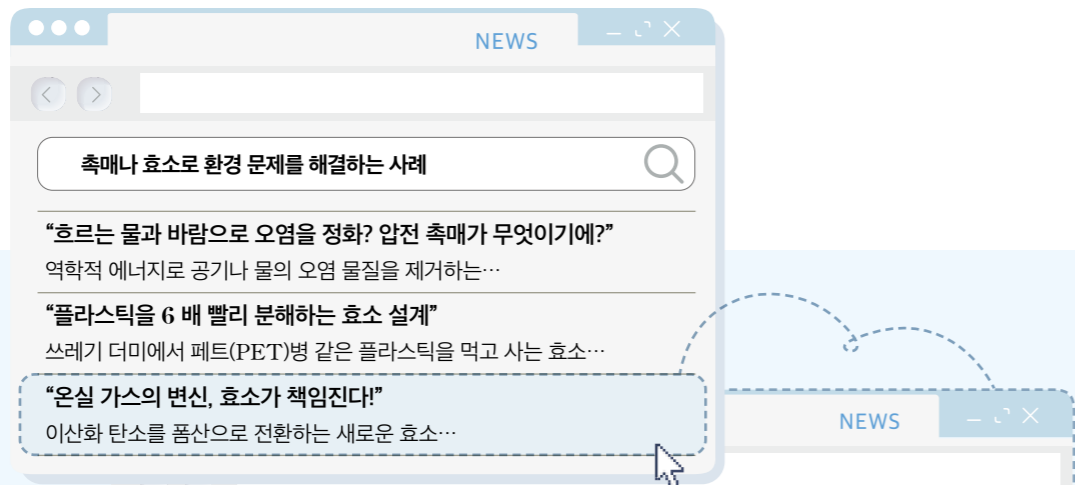 NEWS
촉매나 효소로 환경 문제를 해결하는 사례
“흐르는 물과 바람으로 오염을 정화? 압전 촉매가 무엇이기에?”
역학적 에너지로 공기나 물의 오염 물질을 제거하는…
“플라스틱을 6 배 빨리 분해하는 효소 설계”
쓰레기 더미에서 페트(PET)병 같은 플라스틱을 먹고 사는 효소…
“온실 가스의 변신, 효소가 책임진다!”
이산화 탄소를 폼산으로 전환하는 새로운 효소…
NEWS